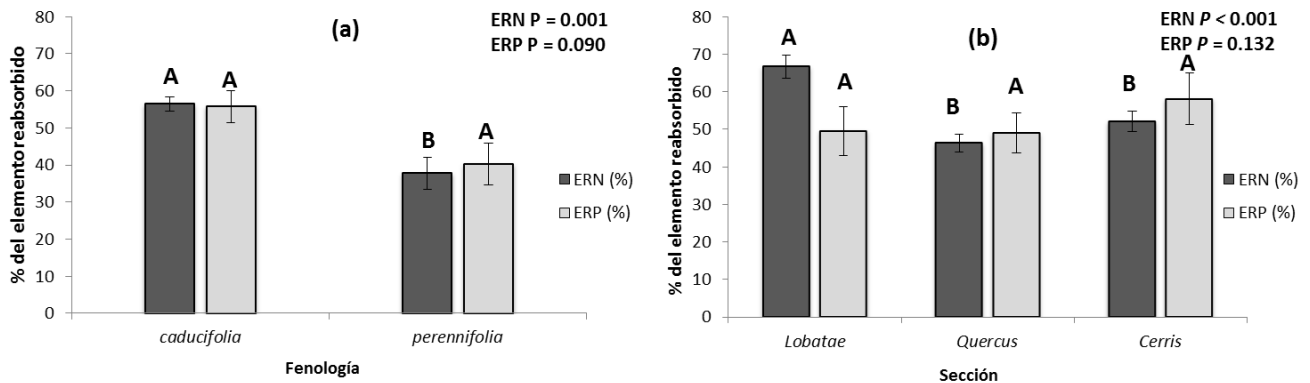 (a)
ERN P = 0.001
ERP P = 0.090
% del elemento reabsorbido
80
70
60
50
40
30
20
10
0
A
A
B
A
ERN (%)
ERP (%)
caducifolia
perennifolia
Fenología
(b)
ERN P < 0.001
ERP P = 0.132
% del elemento reabsorbido
80
70
60
50
40
30
20
10
0
A
A
B
A
B
A
ERN (%)
ERP (%)
Lobatae
Quercus
Cerris
Sección